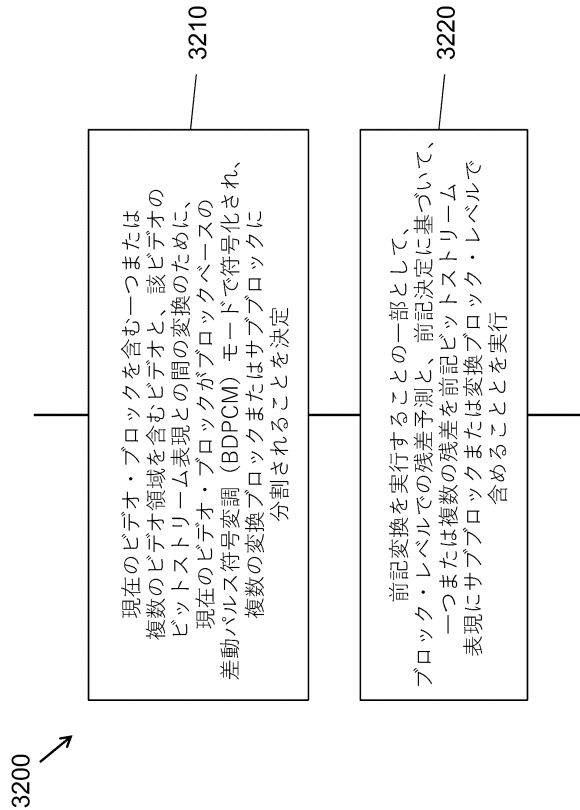 3200
現在のビデオ・ブロックを含む一つまたは
複数のビデオ領域を含むビデオと、該ビデオの
ビットストリーム表現との間の変換のために、
現在のビデオ・ブロックがブロックベースの
差動パルス符号変調（BDPCM）モードで符号化され、
複数の変換ブロックまたはサブブロックに
分割されることを決定
3210
前記変換を実行することの一部として、
ブロック・レベルでの残差予測と、前記決定に基づいて、
一つまたは複数の残差を前記ビットストリーム
表現にサブブロックまたは変換ブロック・レベルで
含めることとを実行
3220